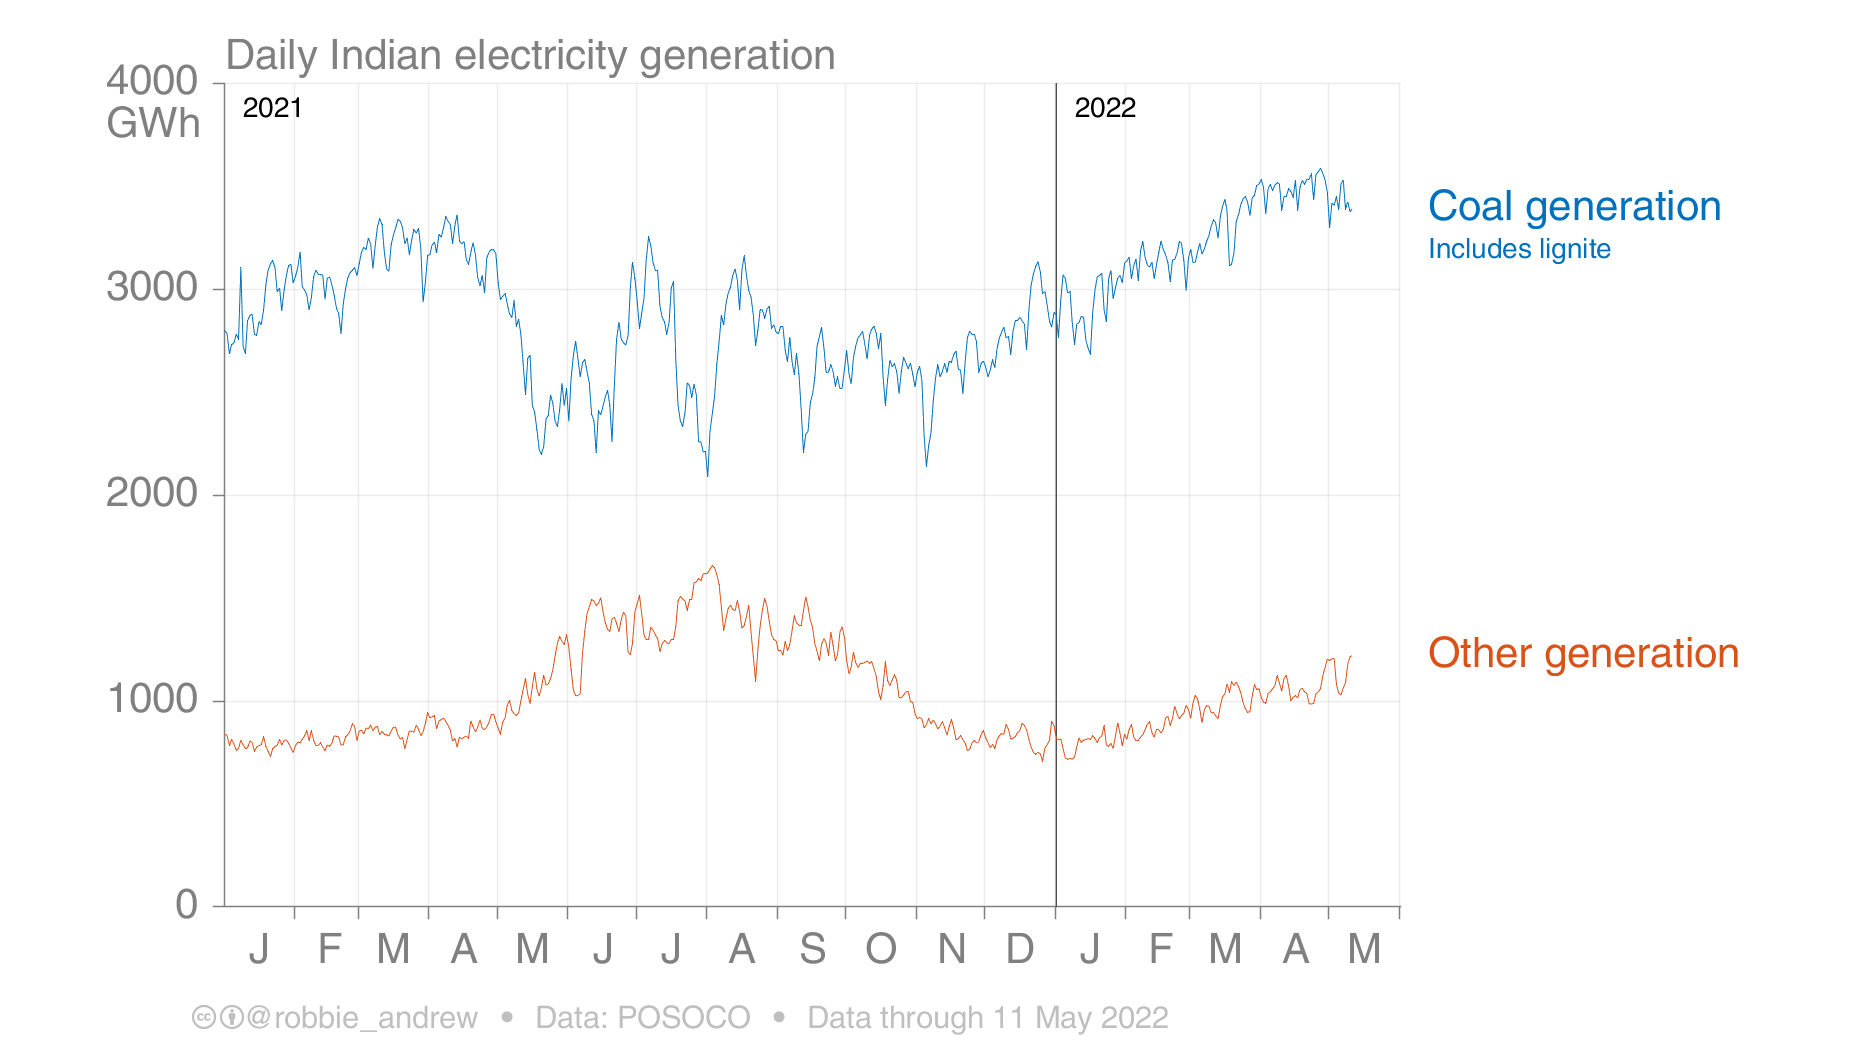 Daily Indian electricity generation
4000
GWh
2021
2022
3000
2000
1000
0
Coal generation
Includes lignite
Other generation
J F M A M J J A S O N D J F M A M
@robbie_andrew • Data: POSOCO • Data through 11 May 2022